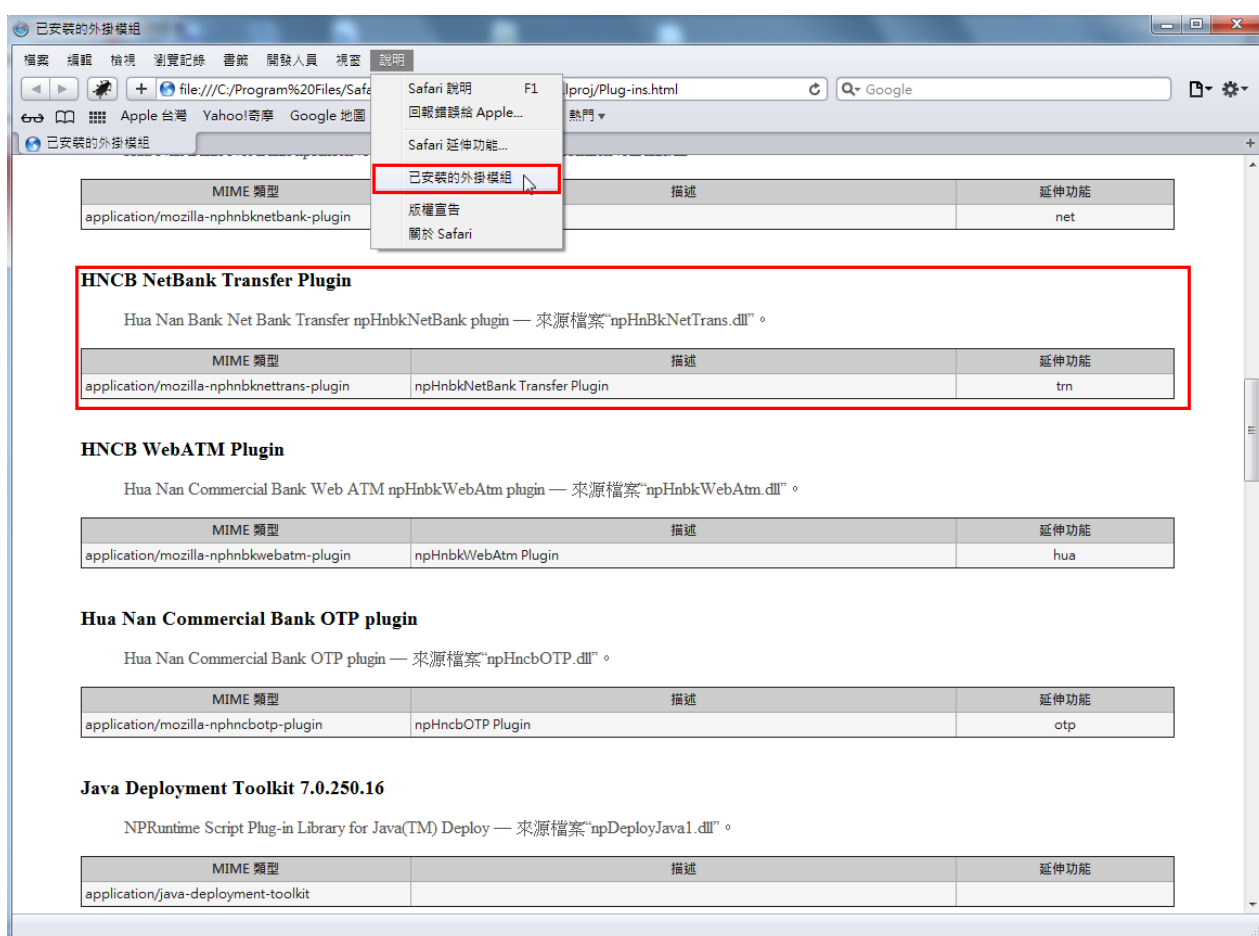 已安裝的外掛模組
檔案 編輯 檢視 瀏覽記錄 書籤 開發人員 視窗 說明
file:///C:/Program%20Files/Safa
lproj/Plug-ins.html
Google
Apple 台灣 Yahoo!奇摩 Google 地圖
熱門
已安裝的外掛模組
Safari 說明 F1
回報錯誤給 Apple...
Safari 延伸功能...
已安裝的外掛模組
版權宣告
關於 Safari
MIME 類型 描述 延伸功能
application/mozilla-nphnbknetbank-plugin net
HNCB NetBank Transfer Plugin
Hua Nan Bank Net Bank Transfer npHnbkNetBank plugin — 來源檔案“npHnBkNetTrans.dll”。
MIME 類型 描述 延伸功能
application/mozilla-nphnbknettrans-plugin npHnbkNetBank Transfer Plugin trn
HNCB WebATM Plugin
Hua Nan Commercial Bank Web ATM npHnbkWebAtm plugin — 來源檔案“npHnbkWebAtm.dll”。
MIME 類型 描述 延伸功能
application/mozilla-nphnbkwebatm-plugin npHnbkWebAtm Plugin hua
Hua Nan Commercial Bank OTP plugin
Hua Nan Commercial Bank OTP plugin — 來源檔案“npHncbOTP.dll”。
MIME 類型 描述 延伸功能
application/mozilla-nphncbotp-plugin npHncbOTP Plugin otp
Java Deployment Toolkit 7.0.250.16
NPRuntime Script Plug-in Library for Java(TM) Deploy — 來源檔案“npDeployJava1.dll”。
MIME 類型 描述 延伸功能
application/java-deployment-toolkit